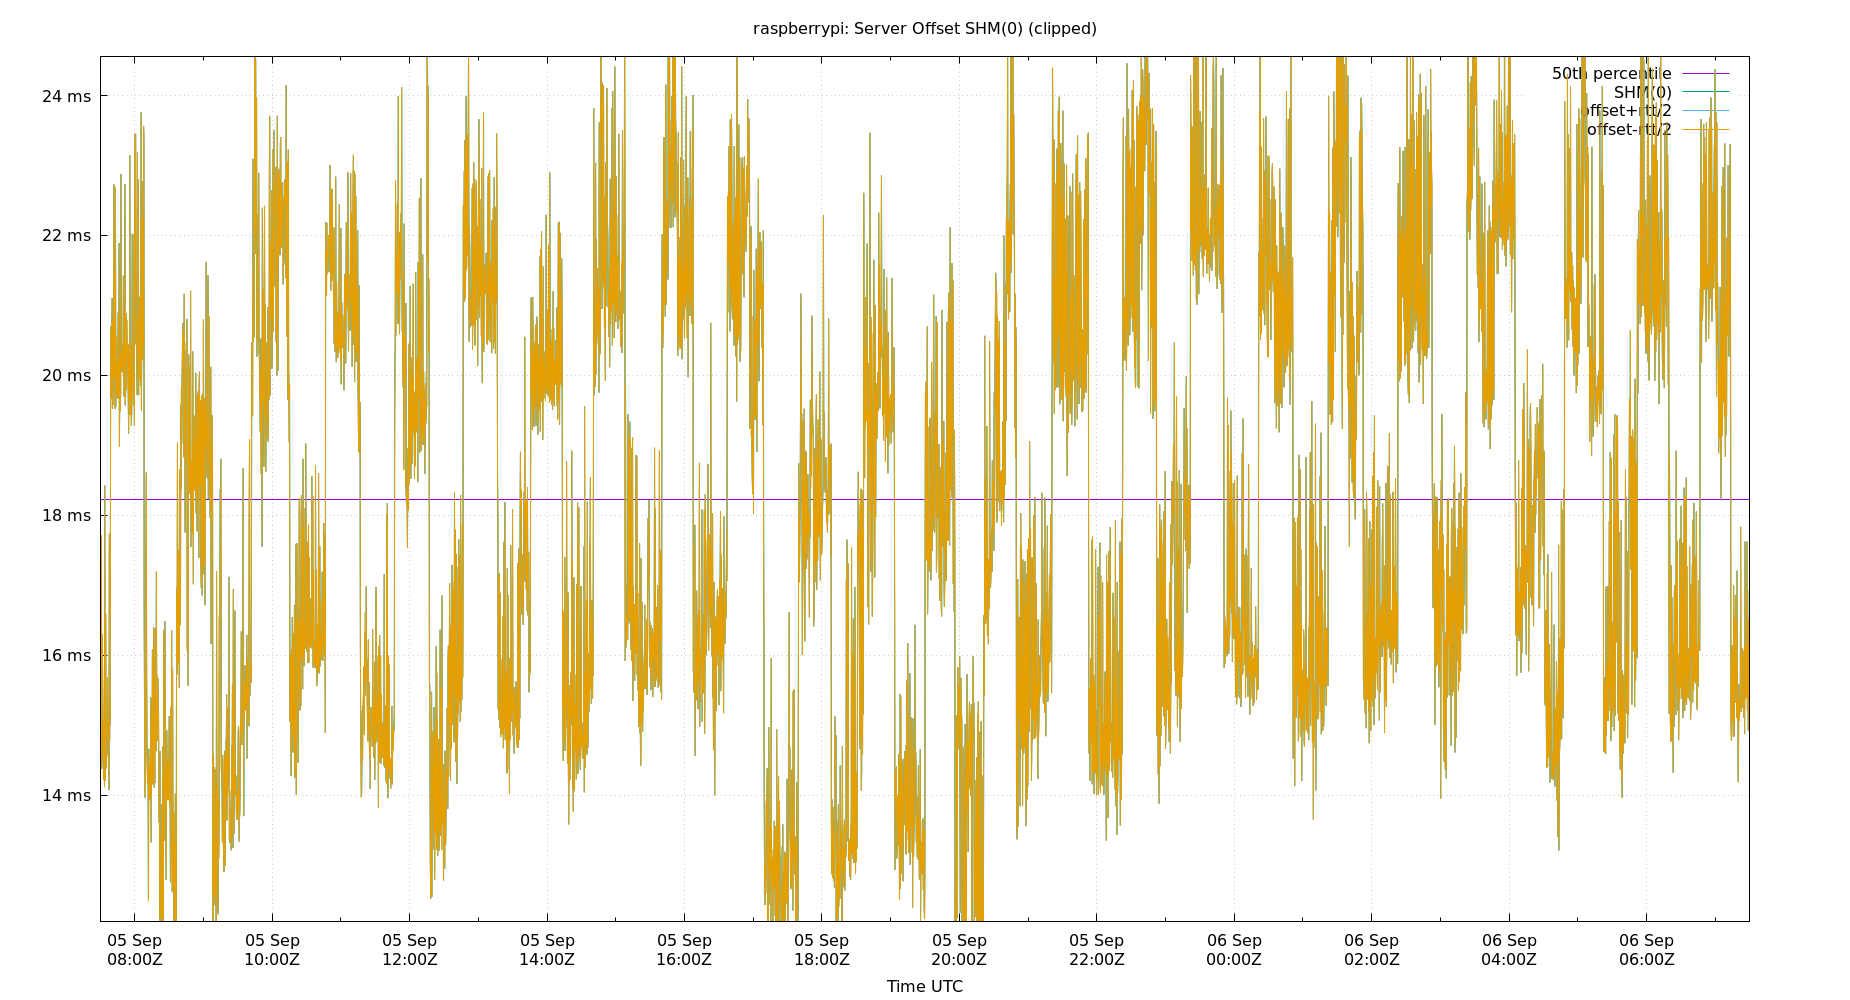 raspberrypi: Server Offset SHM(0) (clipped)
50th percentile
SHM(0)
offset+rtt/2
offset-rtt/2
24 ms
22 ms
20 ms
18 ms
16 ms
14 ms
05 Sep 05 Sep 05 Sep 05 Sep 05 Sep 05 Sep 05 Sep 05 Sep 06 Sep 06 Sep 06 Sep 06 Sep
08:00Z 10:00Z 12:00Z 14:00Z 16:00Z 18:00Z 20:00Z 22:00Z 00:00Z 02:00Z 04:00Z 06:00Z
Time UTC